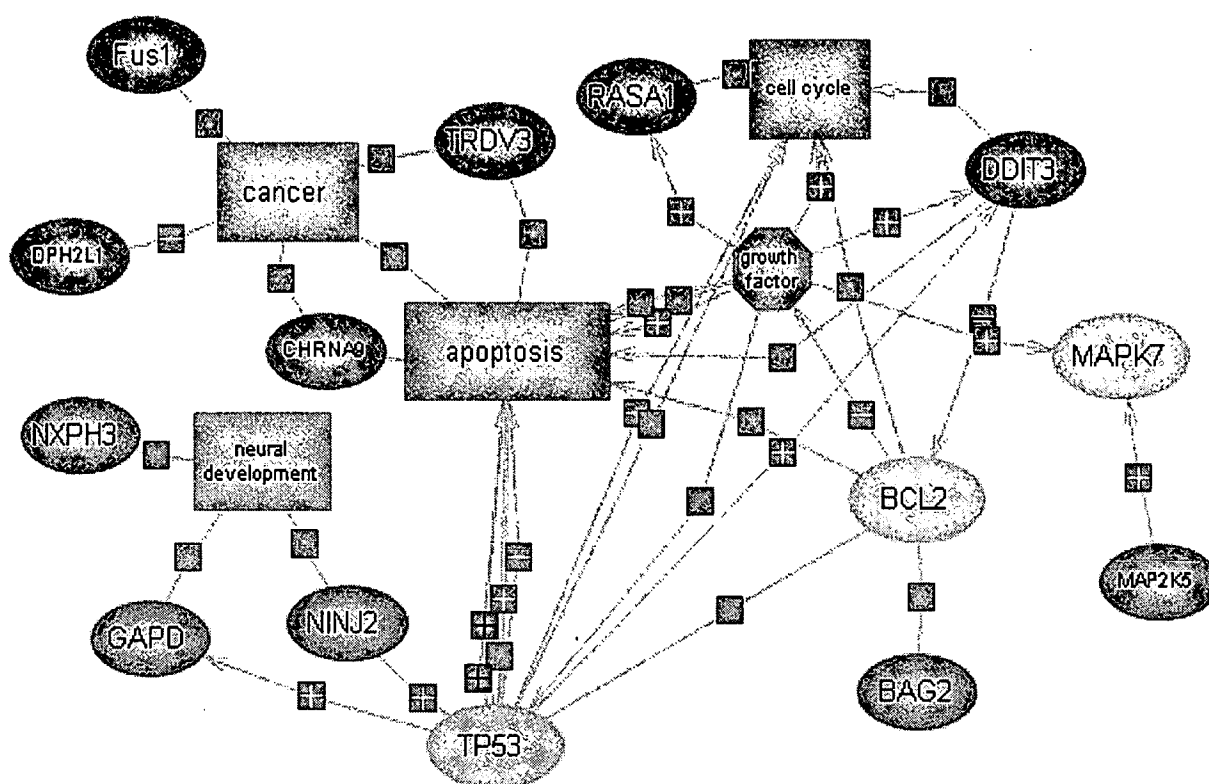 Fus1
RASA1
cell cycle
TRDV3
DDIT3
cancer
DPH2L1
growth
factor
CHRNA9
apoptosis
MAPK7
NXPH3
neural
development
BCL2
MAP2K5
GAPD
NINJ2
BAG2
TP53